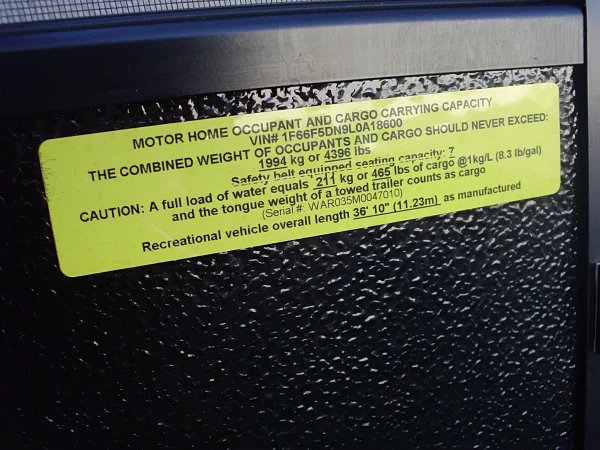 MOTOR HOME OCCUPANT AND CARGO CARRYING CAPACITY
VIN# 1F66F5DN9L0A18600
THE COMBINED WEIGHT OF OCCUPANTS AND CARGO SHOULD NEVER EXCEED:
1994 kg or 4396 lbs
Safety belt equipped seating capacity: 7
CAUTION: A full load of water equals 211 kg or 465 lbs of cargo @1kg/L (8.3 lb/gal)
and the tongue weight of a towed trailer counts as cargo
(Serial #: WAR035M0047010)
Recreational vehicle overall length 36' 10" (11.23m) as manufactured